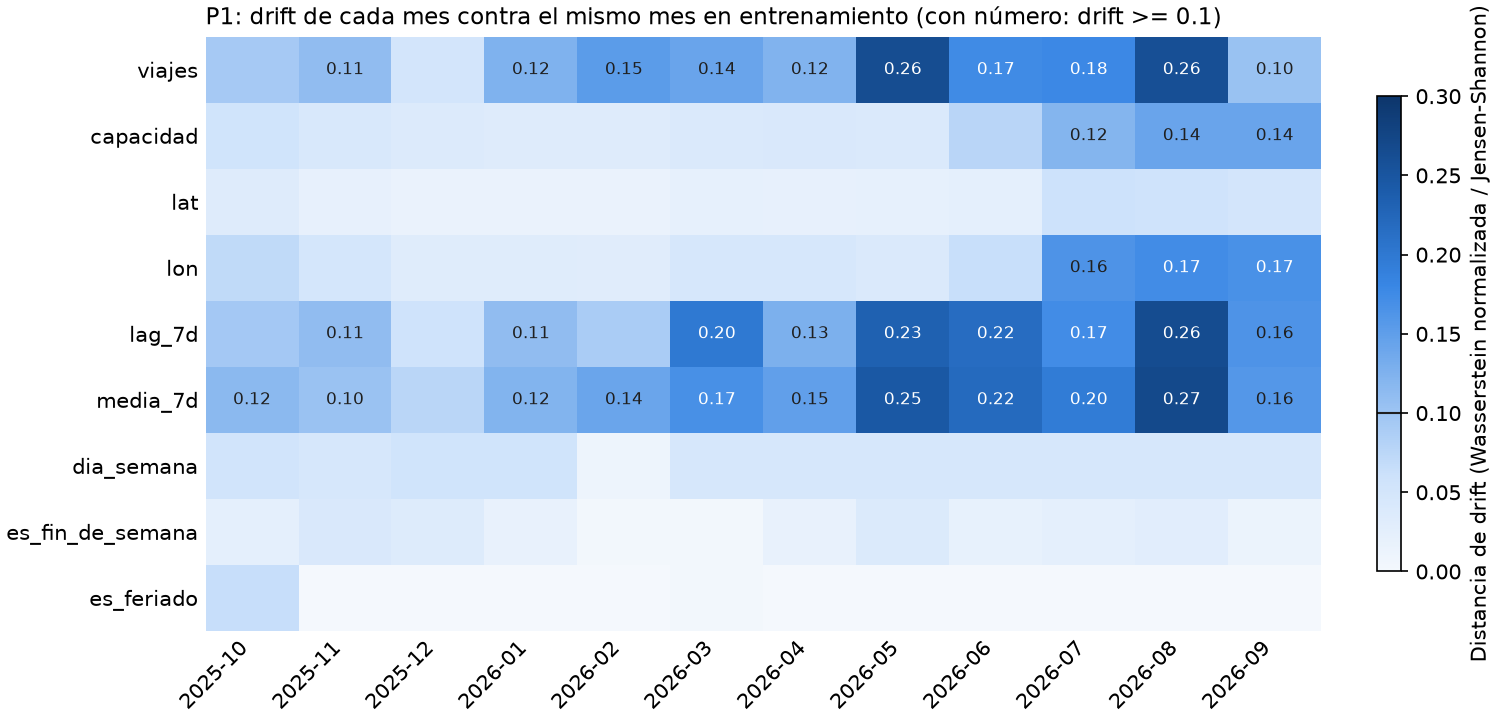 P1: drift de cada mes contra el mismo mes en entrenamiento (con número: drift >= 0.1)
viajes 0.11 0.12 0.15 0.14 0.12 0.26 0.17 0.18 0.26 0.10
capacidad 0.12 0.14 0.14
lat
lon 0.16 0.17 0.17
lag_7d 0.11 0.11 0.20 0.13 0.23 0.22 0.17 0.26 0.16
media_7d 0.12 0.10 0.12 0.14 0.17 0.15 0.25 0.22 0.20 0.27 0.16
dia_semana
es_fin_de_semana
es_feriado
2025-10 2025-11 2025-12 2026-01 2026-02 2026-03 2026-04 2026-05 2026-06 2026-07 2026-08 2026-09
0.30
0.25
0.20
0.15
0.10
0.05
0.00
Distancia de drift (Wasserstein normalizada / Jensen-Shannon)